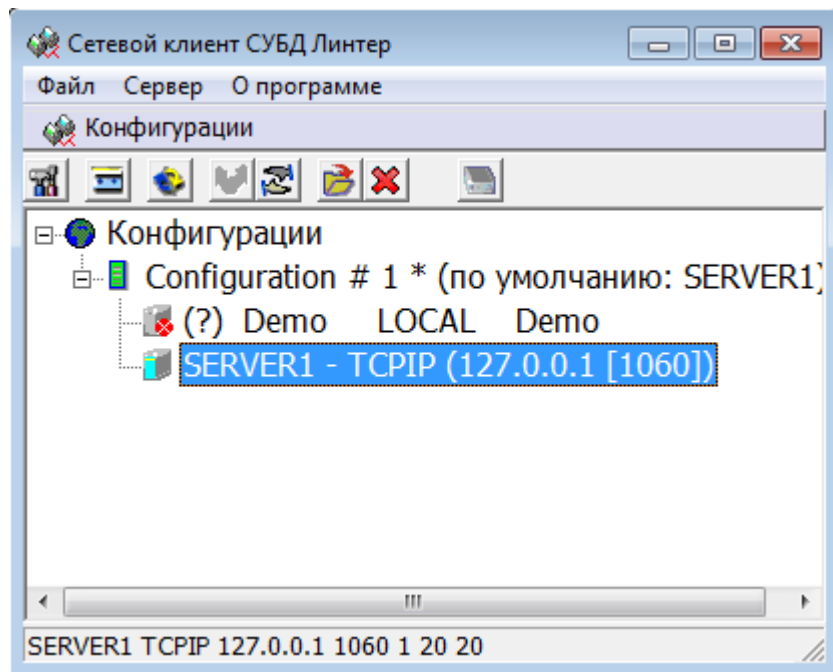 Сетевой клиент СУБД Линтер
Файл Сервер О программе
Конфигурации
Конфигурации
Configuration # 1 * (по умолчанию: SERVER1)
(?) Demo LOCAL Demo
SERVER1 - TCPIP (127.0.0.1 [1060])
SERVER1 TCPIP 127.0.0.1 1060 1 20 20